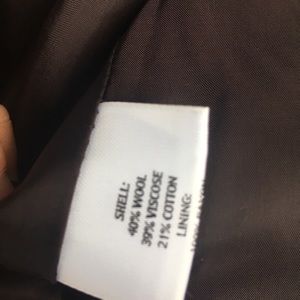 SHELL:
40% WOOL
39% VISCOSE
21% COTTON
LINING: